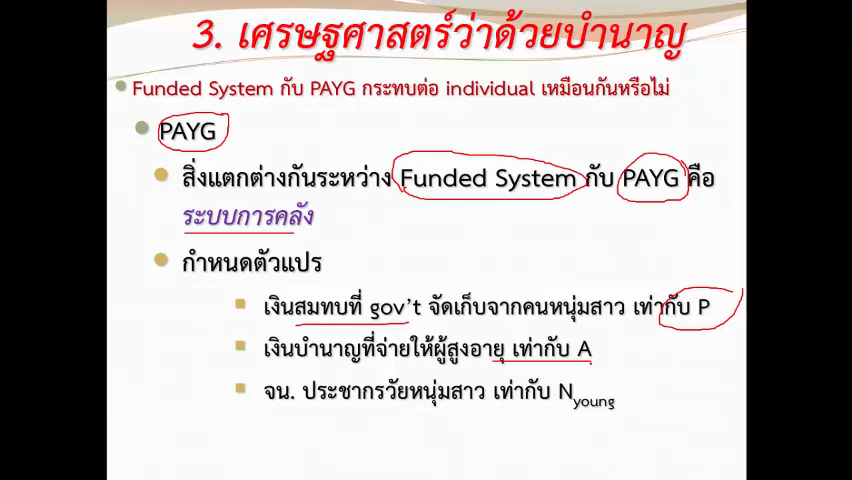 3. เศรษฐศาสตร์ว่าด้วยบำนาญ
Funded System กับ PAYG กระทบต่อ individual เหมือนกันหรือไม่
PAYG
สิ่งแตกต่างกันระหว่าง Funded System กับ PAYG คือ
ระบบการคลัง
กำหนดตัวแปร
เงินสมทบที่ gov't จัดเก็บจากคนหนุ่มสาว เท่ากับ P
เงินบำนาญที่จ่ายให้ผู้สูงอายุ เท่ากับ A
จน. ประชากรวัยหนุ่มสาว เท่ากับ Nyoung